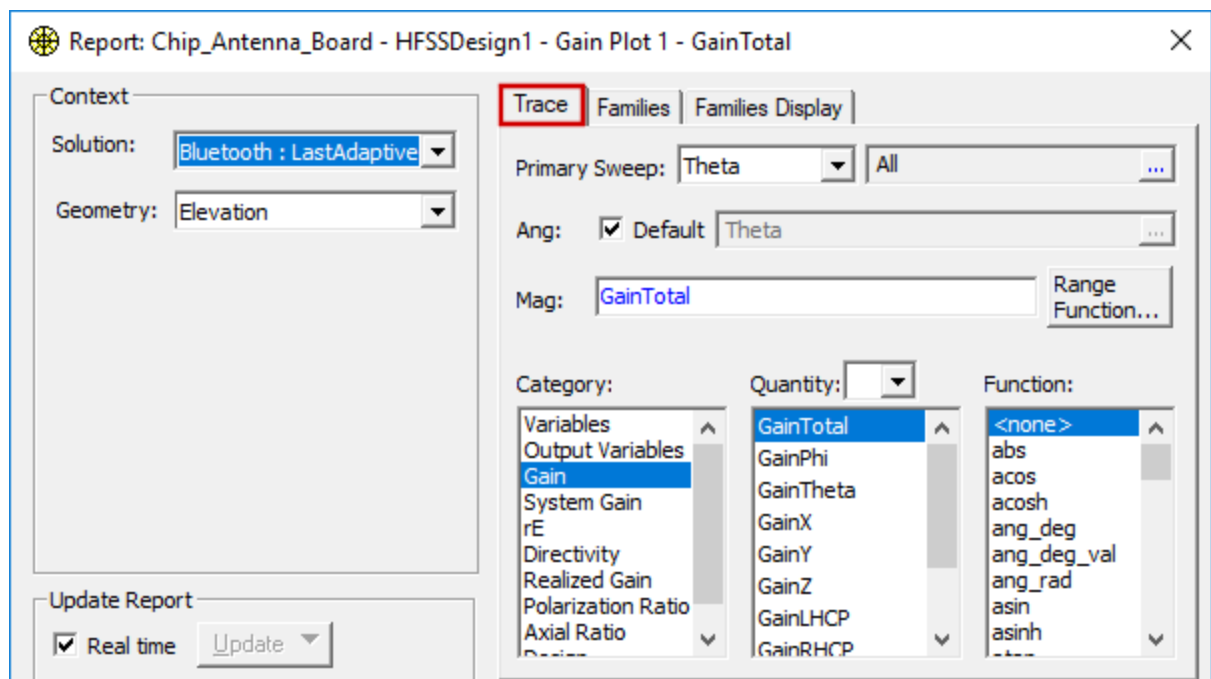 Report: Chip_Antenna_Board - HFSSDesign1 - Gain Plot 1 - GainTotal
Context
Solution: Bluetooth : LastAdaptive
Geometry: Elevation
Update Report
Real time Update
Trace Families Families Display
Primary Sweep: Theta All ...
Ang: Default Theta ...
Mag: GainTotal Range
Function...
Category:
Variables
Output Variables
Gain
System Gain
rE
Directivity
Realized Gain
Polarization Ratio
Axial Ratio
Design
Quantity:
GainTotal
GainPhi
GainTheta
GainX
GainY
GainZ
GainLHCP
GainRHCP
Function:
<none>
abs
acos
acosh
ang_deg
ang_deg_val
ang_rad
asin
asinh
atan